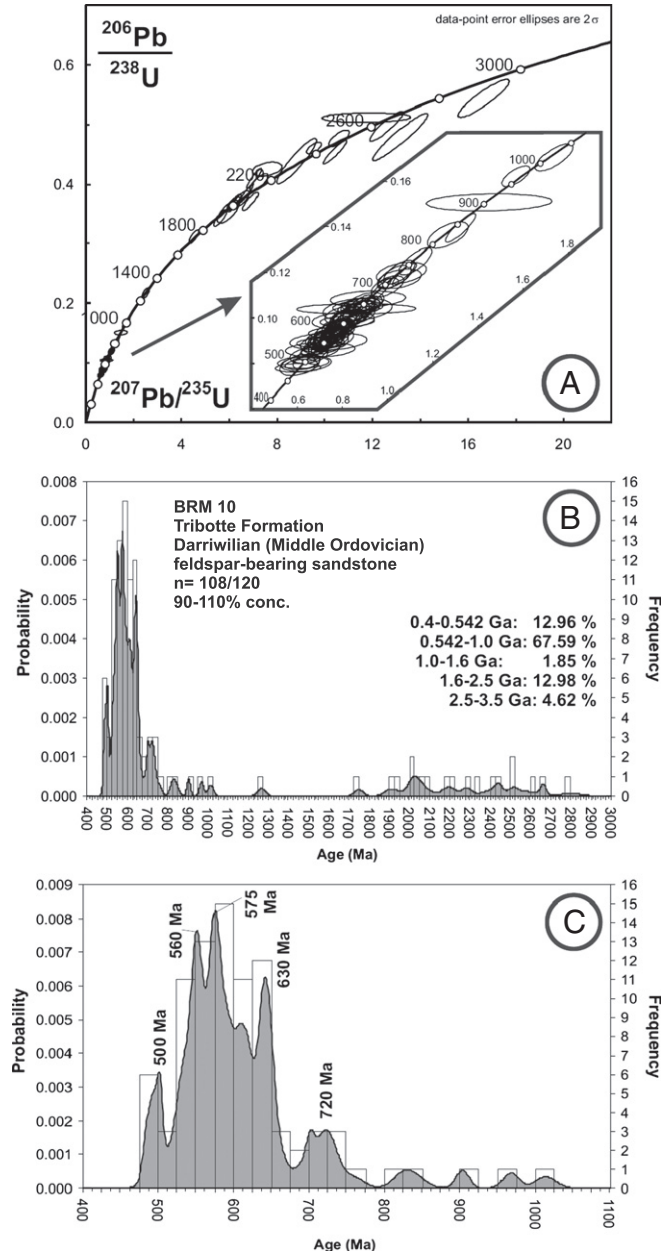 data-point error ellipses are 2σ
206Pb
238U
0.6
0.4
0.2
0.0
3000
2600
220
1800
1400
000
207Pb/235U
0 4 8 12 16 20
1000
900
800
700
600
500
400
0.16
0.14
0.12
0.10
1.8
1.6
1.4
1.2
1.0
0.8
0.6
A
B
BRM 10
Tribotte Formation
Darriwilian (Middle Ordovician)
feldspar-bearing sandstone
n= 108/120
90-110% conc.
0.4-0.542 Ga: 12.96 %
0.542-1.0 Ga: 67.59 %
1.0-1.6 Ga: 1.85 %
1.6-2.5 Ga: 12.98 %
2.5-3.5 Ga: 4.62 %
Probability
0.008
0.007
0.006
0.005
0.004
0.003
0.002
0.001
0.000
Frequency
16
15
14
13
12
11
10
9
8
7
6
5
4
3
2
1
0
400 500 600 700 800 900 1000 1100 1200 1300 1400 1500 1600 1700 1800 1900 2000 2100 2200 2300 2400 2500 2600 2700 2800 2900 3000
Age (Ma)
C
500 Ma
560 Ma
575 Ma
630 Ma
720 Ma
Probability
0.009
0.008
0.007
0.006
0.005
0.004
0.003
0.002
0.001
0.000
Frequency
16
15
14
13
12
11
10
9
8
7
6
5
4
3
2
1
0
500 600 700 800 900 1000 1100
Age (Ma)